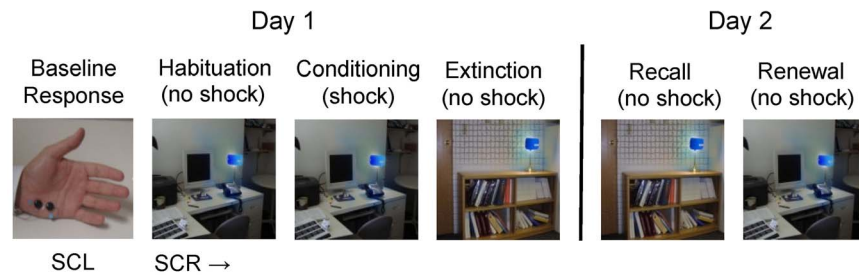 Day 1
Day 2
Baseline
Response
Habituation
(no shock)
Conditioning
(shock)
Extinction
(no shock)
Recall
(no shock)
Renewal
(no shock)
SCL
SCR →